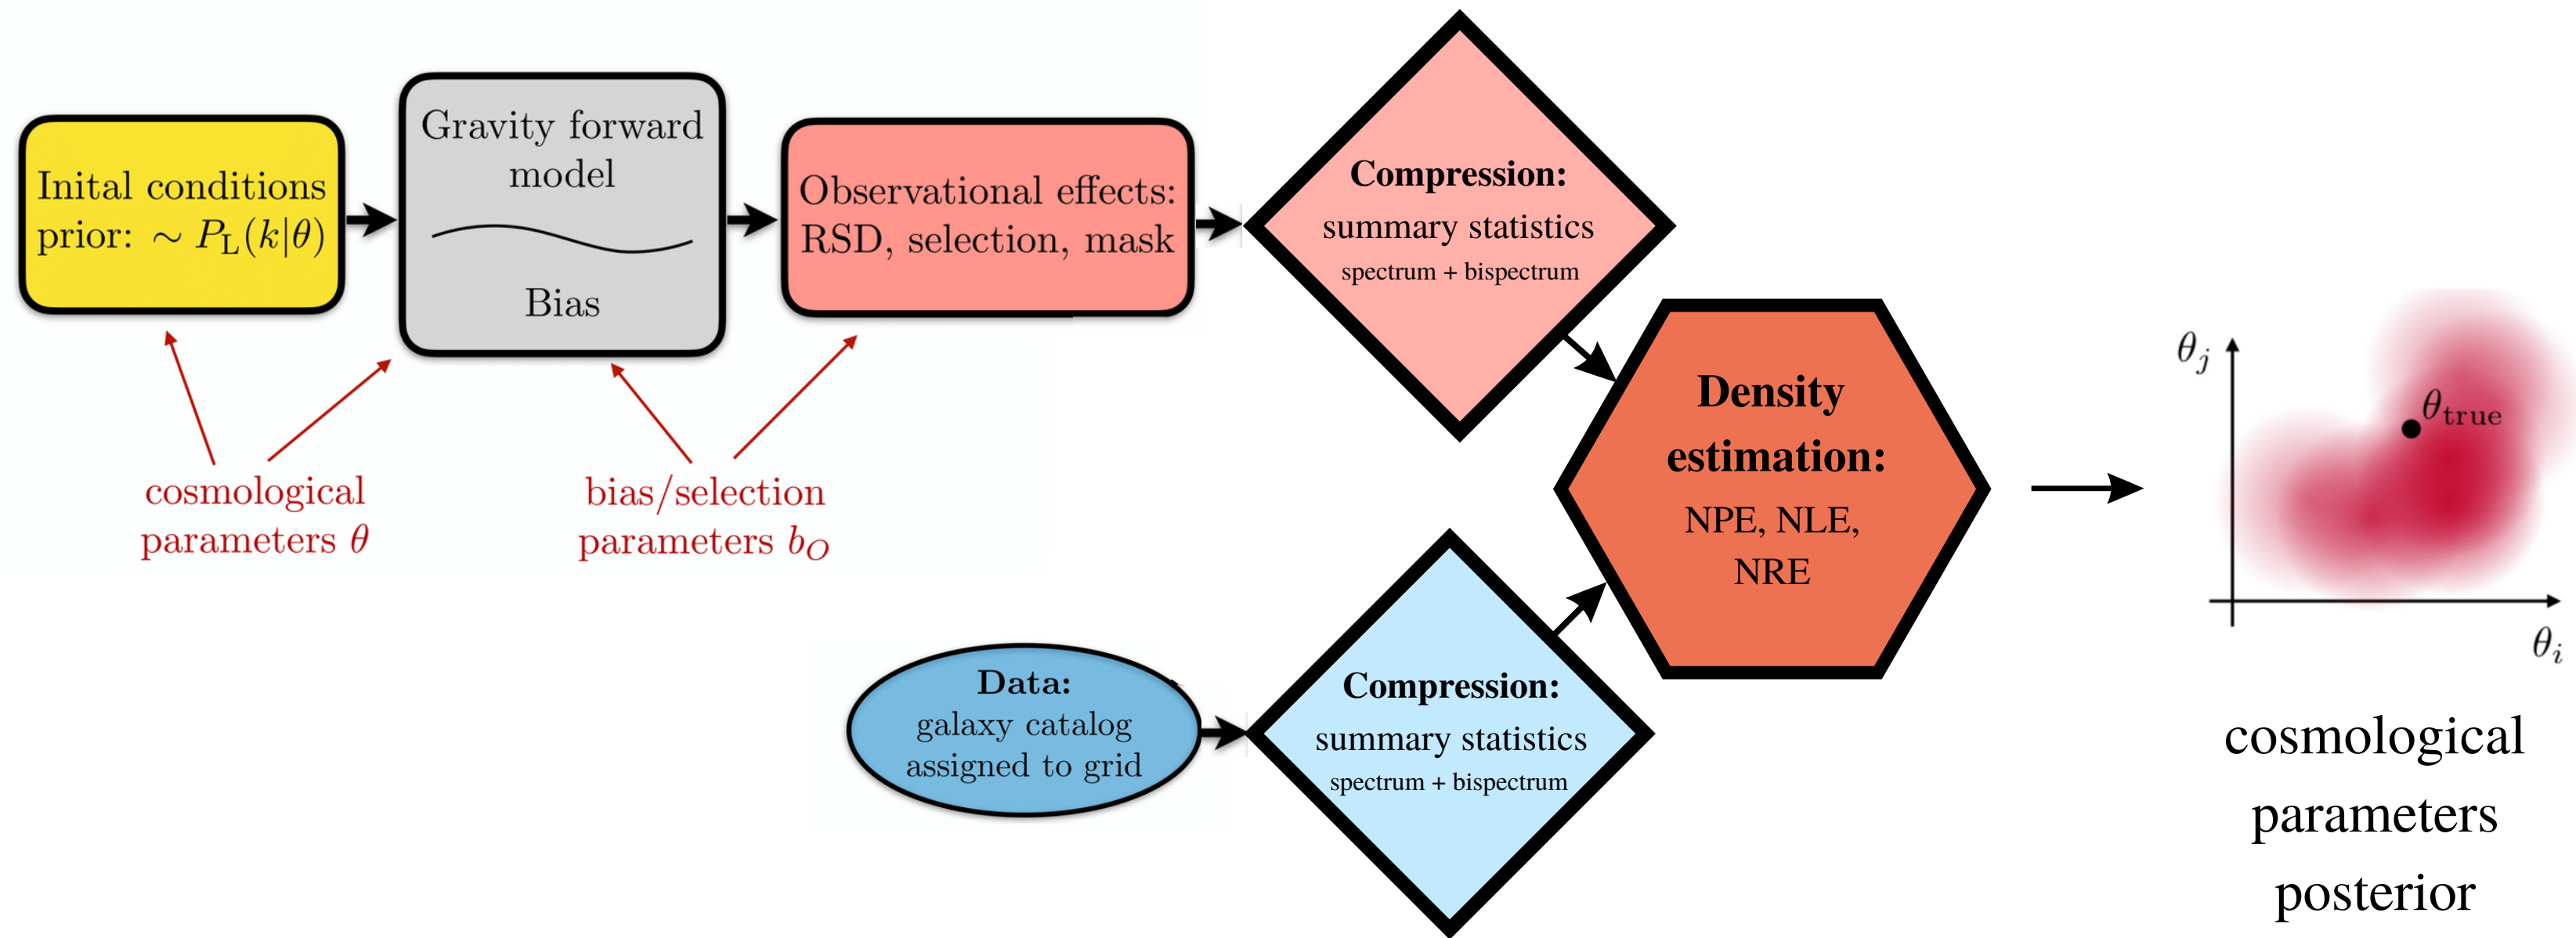 Inital conditions
prior: ∼ P_L(k|θ)
Gravity forward
model
Bias
Observational effects:
RSD, selection, mask
Compression:
summary statistics
spectrum + bispectrum
cosmological
parameters θ
bias/selection
parameters b_O
Data:
galaxy catalog
assigned to grid
Compression:
summary statistics
spectrum + bispectrum
Density
estimation:
NPE, NLE,
NRE
θ_j
θ_true
θ_i
cosmological
parameters
posterior